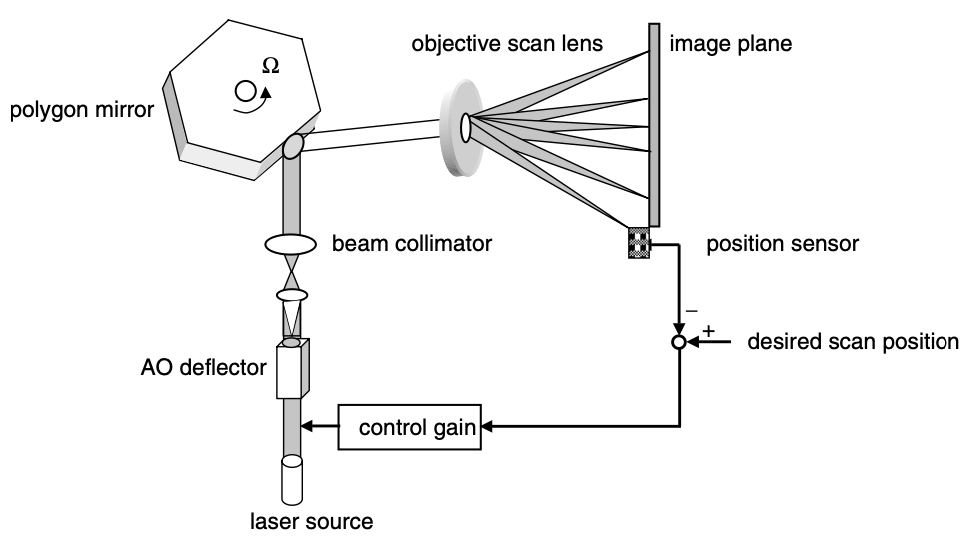 objective scan lens
image plane
Ω
polygon mirror
beam collimator
position sensor
−
+
desired scan position
AO deflector
control gain
laser source